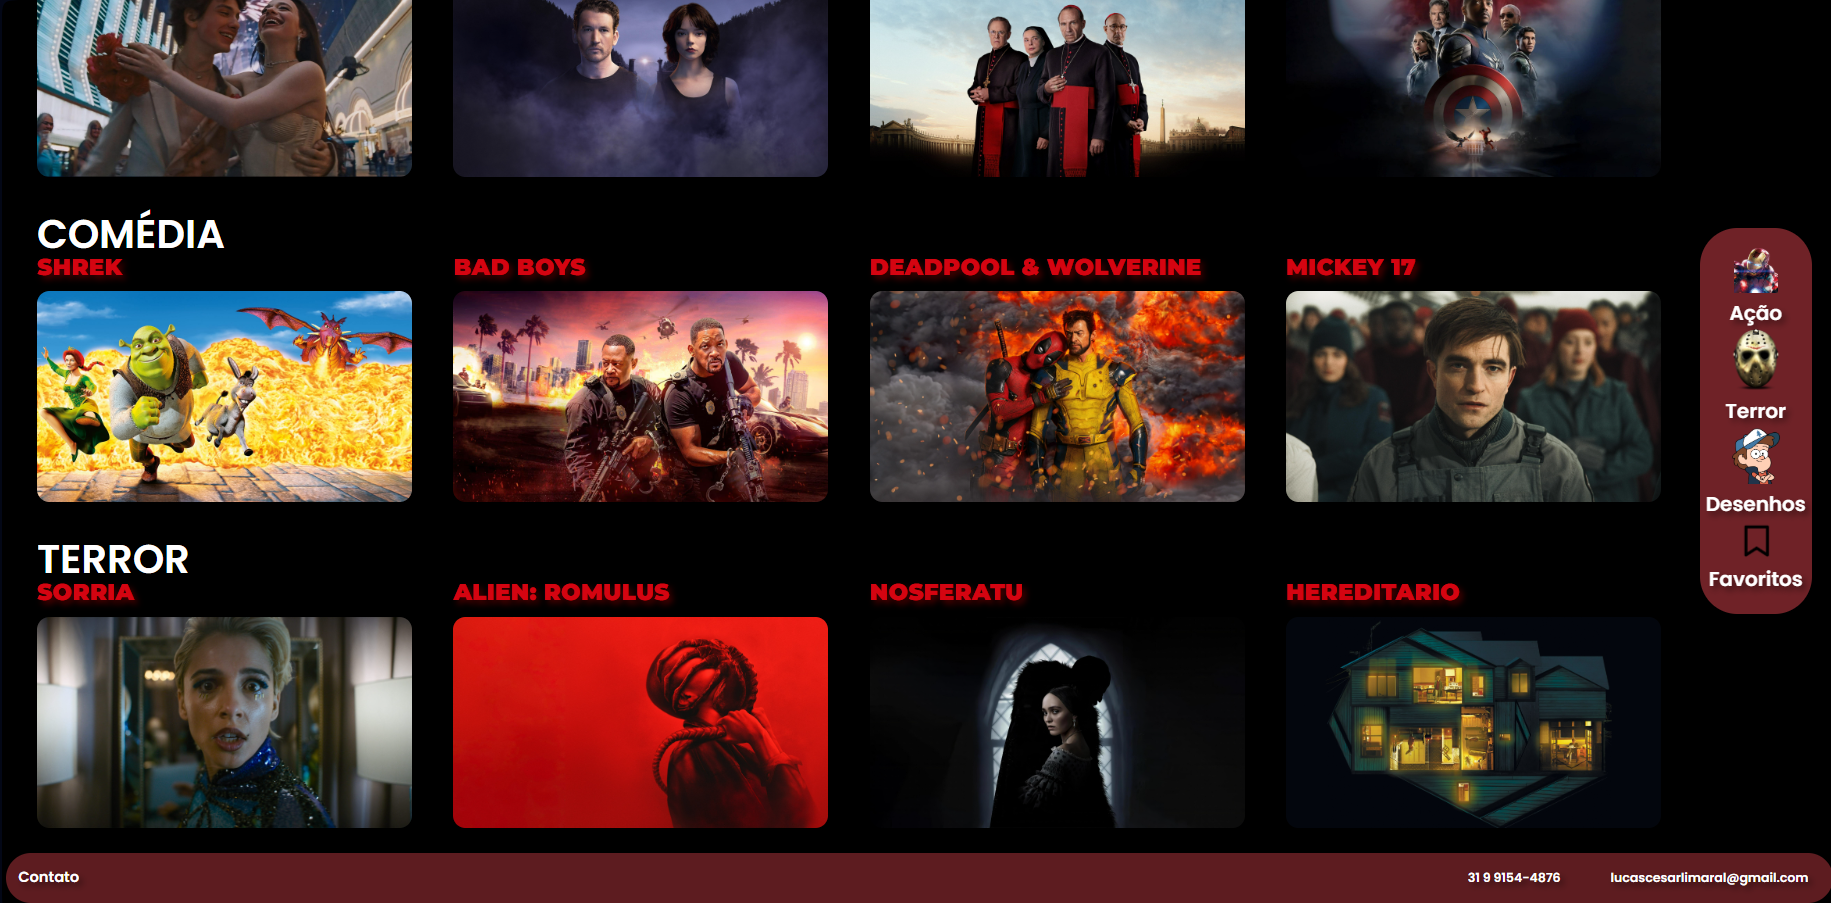 COMÉDIA
SHREK
BAD BOYS
DEADPOOL & WOLVERINE
MICKEY 17
TERROR
SORRIA
ALIEN: ROMULUS
NOSFERATU
HEREDITARIO
Ação
Terror
Desenhos
Favoritos
Contato
31 9 9154-4876
lucascesarlimaral@gmail.com